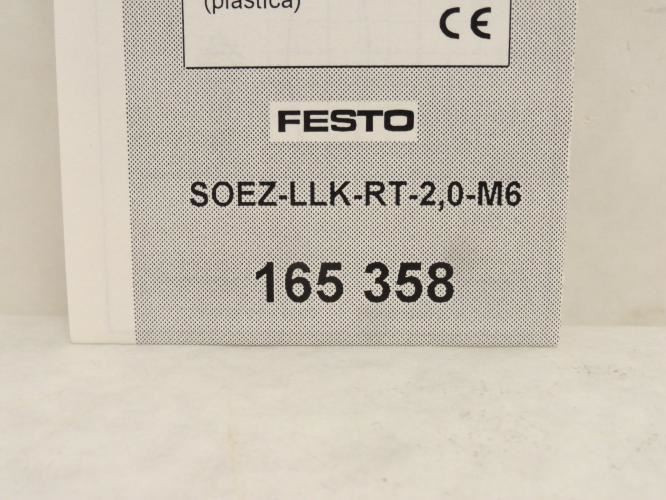 (plastica)
CE
FESTO
SOEZ-LLK-RT-2,0-M6
165 358